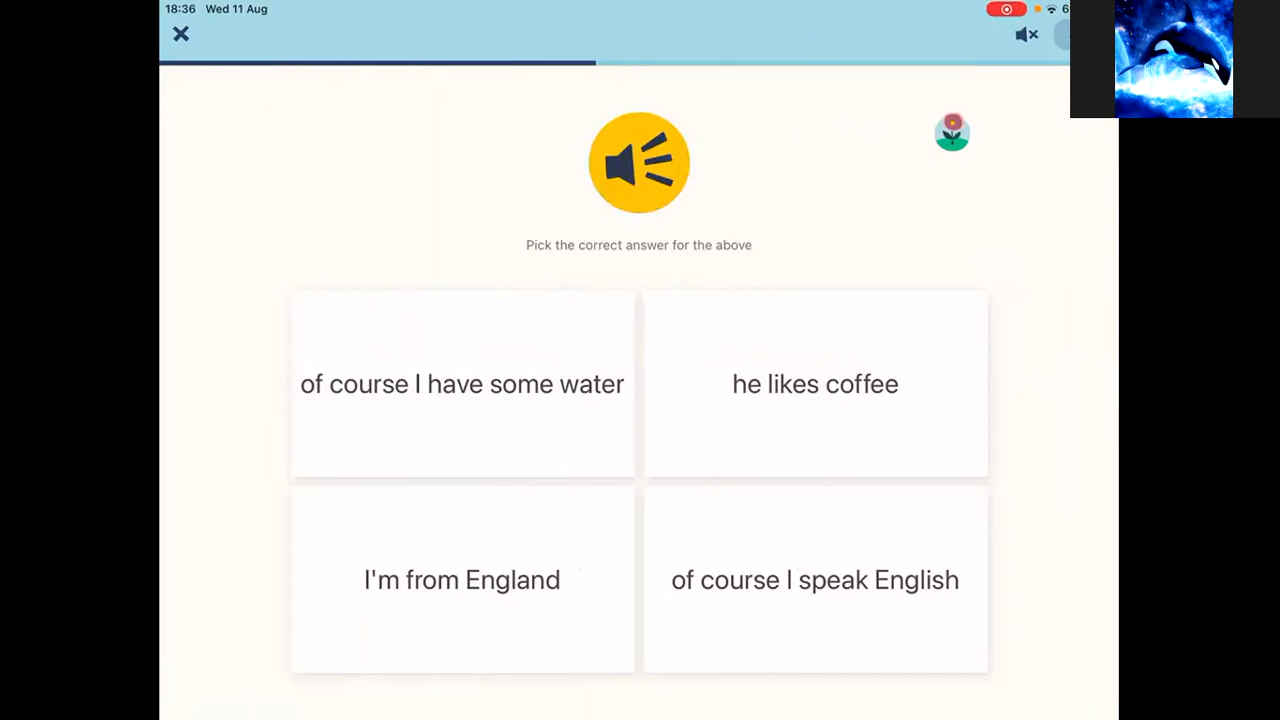 18:36 Wed 11 Aug
6
Pick the correct answer for the above
of course I have some water
he likes coffee
I'm from England
of course I speak English